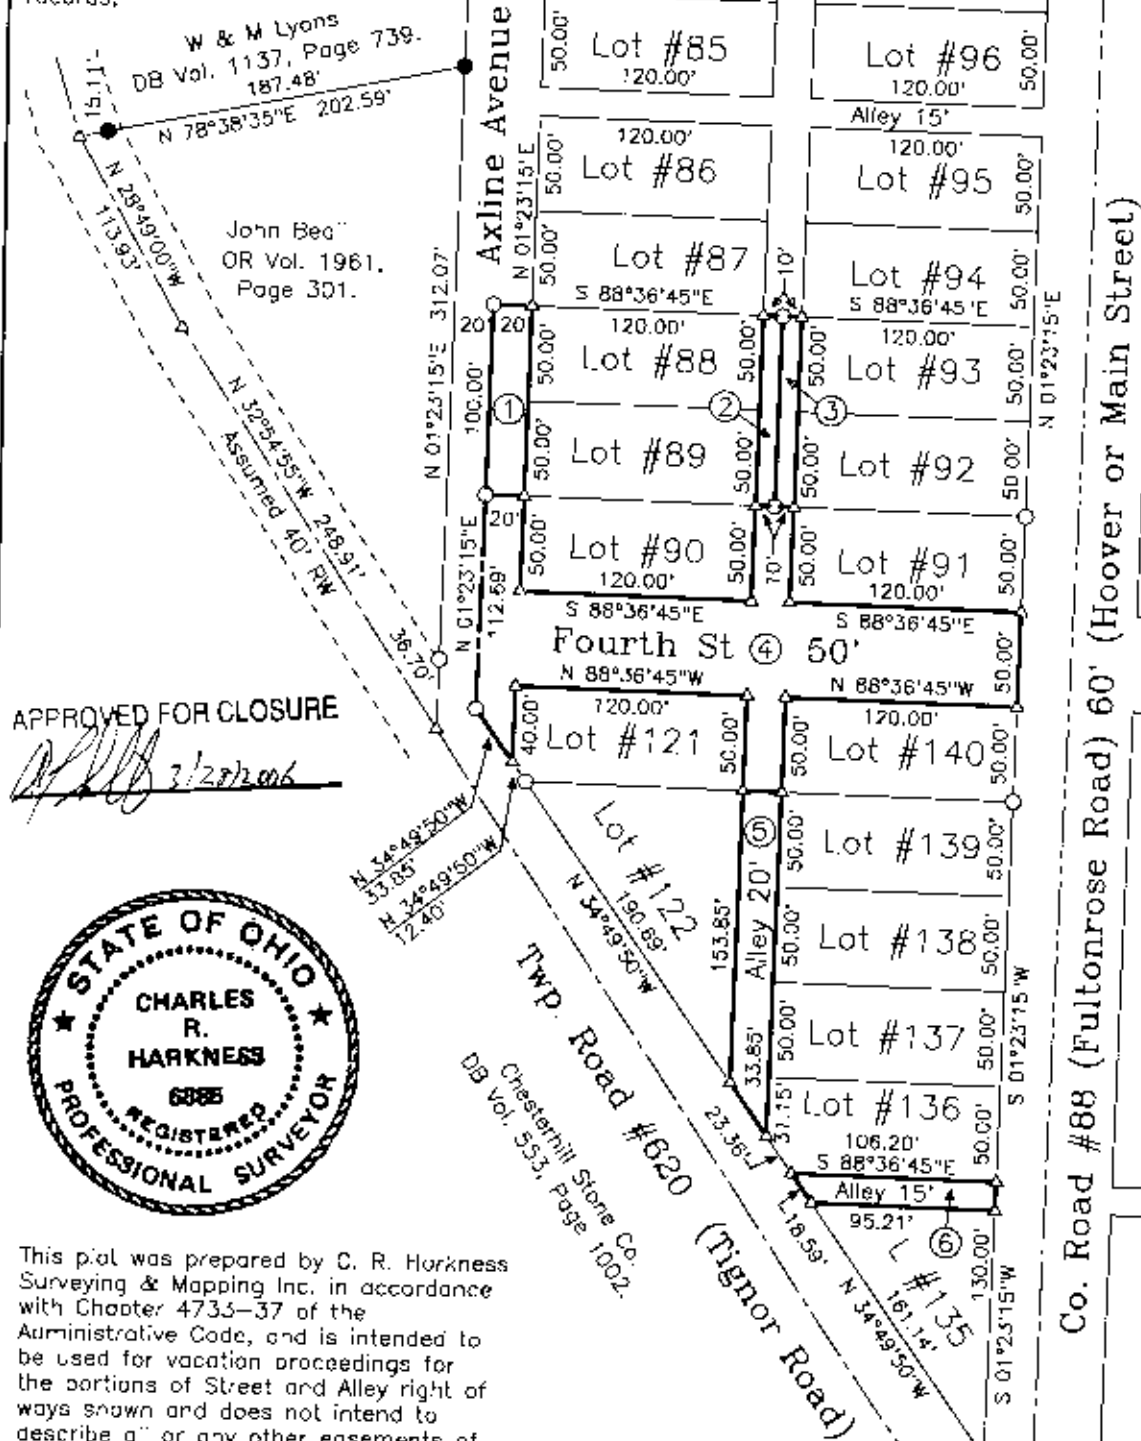 records,
W & M Lyons
DB Vol. 1137, Page 739.
187.48'
N 78°38'35"E 202.59'
15.11'
N 28°49'00"W
113.93'
John Bea"
OR Vol. 1961,
Page 301.
N 32°54'55"W 248.91'
Assumed 40' RW
36.70'
N 01°23'15"E 312.07'
Axline Avenue
N 01°23'15"E
50.00'
Lot #85
120.00'
Lot #96
120.00'
50.00'
Alley 15'
120.00'
50.00'
Lot #86
120.00'
Lot #95
50.00'
50.00'
Lot #87
S 88°36'45"E
10'
Lot #94
S 88°36'45"E
50.00'
N 01°23'15"E
20' 20'
100.00'
1
50.00'
120.00'
Lot #88
50.00'
2
3
50.00'
120.00'
Lot #93
50.00'
50.00'
Lot #89
50.00'
Lot #92
50.00'
20'
N 01°23'15"E
112.69'
50.00'
Lot #90
120.00'
S 88°36'45"E
50.00'
10'
50.00'
Lot #91
120.00'
S 88°36'45"E
Fourth St 4 50'
50.00'
N 88°36'45"W
N 88°36'45"W
120.00'
40.00'
Lot #121
50.00'
120.00'
Lot #140
50.00'
N 34°49'50"W
33.85'
N 34°49'50"W
12.40'
Lot #122
190.69'
N 34°49'50"W
5
Alley 20'
153.85'
50.00'
Lot #139
50.00'
50.00'
Lot #138
50.00'
50.00'
Lot #137
50.00'
S 01°23'15"W
33.85'
37.15'
23.36'
Lot #136
106.20'
S 88°36'45"E
50.00'
Alley 15'
95.21'
6
18.59'
L #135
161.14'
N 34°49'50"W
130.00'
S 01°23'15"W
Co. Road #88 (Fultonrose Road) 60' (Hoover or Main Street)
Twp. Road #620 (Tignor Road)
Chesterhill Stone Co.
DB Vol. 553, Page 1002.
APPROVED FOR CLOSURE
3/28/2006
STATE OF OHIO
CHARLES
R.
HARKNESS
6885
REGISTERED
PROFESSIONAL SURVEYOR
This plat was prepared by C. R. Harkness
Surveying & Mapping Inc. in accordance
with Chapter 4733-37 of the
Administrative Code, and is intended to
be used for vacation proceedings for
the portions of Street and Alley right of
ways shown and does not intend to
describe all or any other easements of